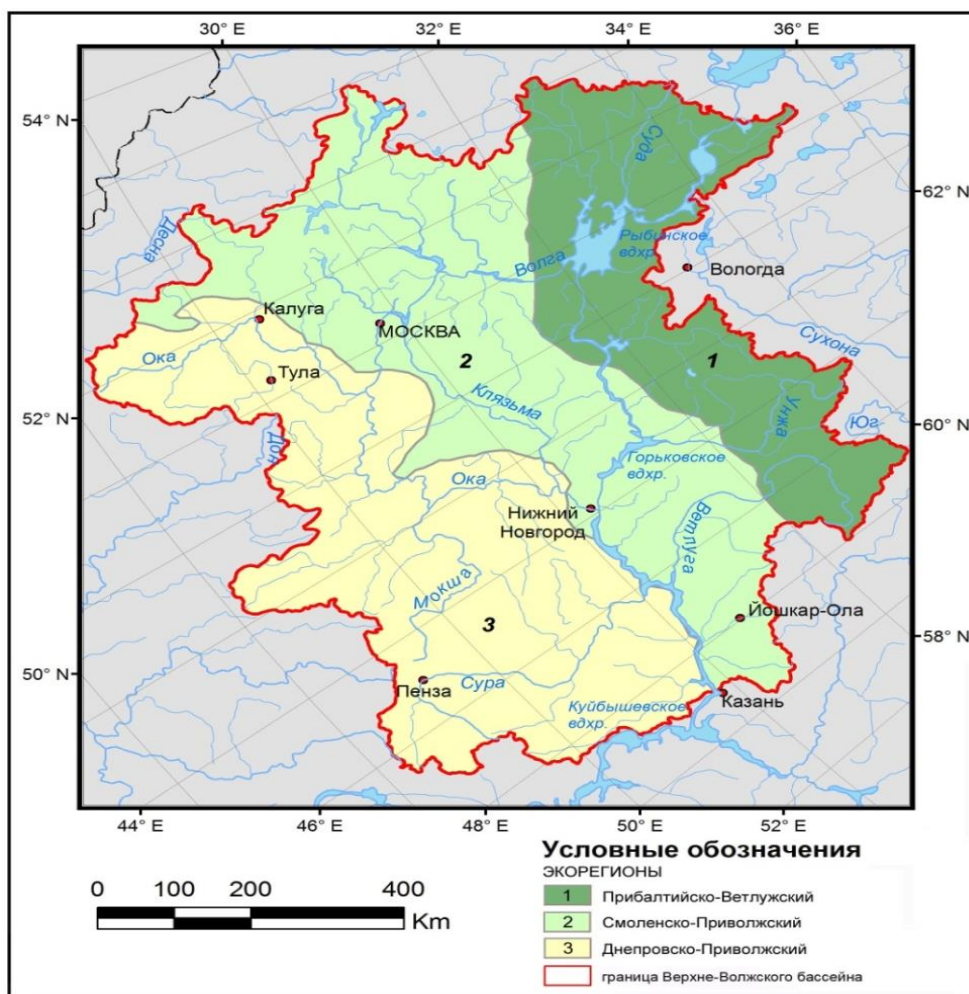 30° E
32° E
34° E
36° E
54° N
62° N
52° N
60° N
50° N
58° N
Суда
Десна
Рыбинское
вдхр.
Волга
Вологда
Калуга
МОСКВА
Сухона
Ока
Тула
2
1
Клязьма
Унжа
Юг
Дон
Ока
Горьковское
вдхр.
Нижний
Новгород
Ветлуга
Мокша
3
Йошкар-Ола
Пенза
Сура
Куйбышевское
вдхр.
Казань
44° E
46° E
48° E
50° E
52° E
0 100 200 400
Km
Условные обозначения
ЭКОРЕГИОНЫ
1 Прибалтийско-Ветлужский
2 Смоленско-Приволжский
3 Днепровско-Приволжский
граница Верхне-Волжского бассейна